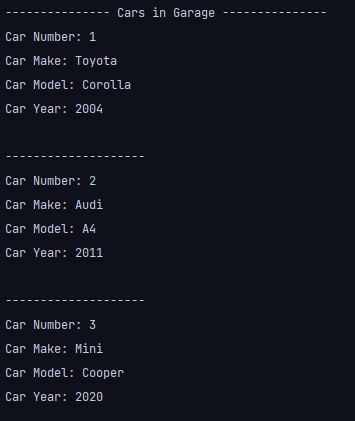 --------------- Cars in Garage ---------------
Car Number: 1
Car Make: Toyota
Car Model: Corolla
Car Year: 2004
--------------------
Car Number: 2
Car Make: Audi
Car Model: A4
Car Year: 2011
--------------------
Car Number: 3
Car Make: Mini
Car Model: Cooper
Car Year: 2020